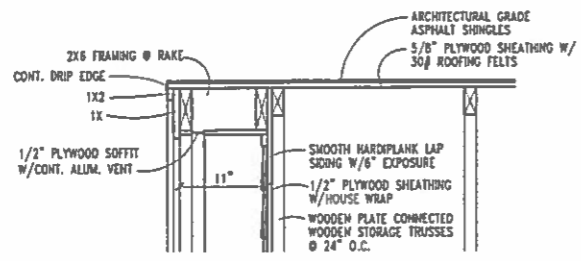 ARCHITECTURAL GRADE
ASPHALT SHINGLES
5/8" PLYWOOD SHEATHING W/
30# ROOFING FELTS
2X6 FRAMING @ RAKE
CONT. DRIP EDGE
1X2
1X
1/2" PLYWOOD SOFFIT
W/CONT. ALUM. VENT
11"
SMOOTH HARDIPLANK LAP
SIDING W/6" EXPOSURE
1/2" PLYWOOD SHEATHING
W/HOUSE WRAP
WOODEN PLATE CONNECTED
WOODEN STORAGE TRUSSES
@ 24" O.C.